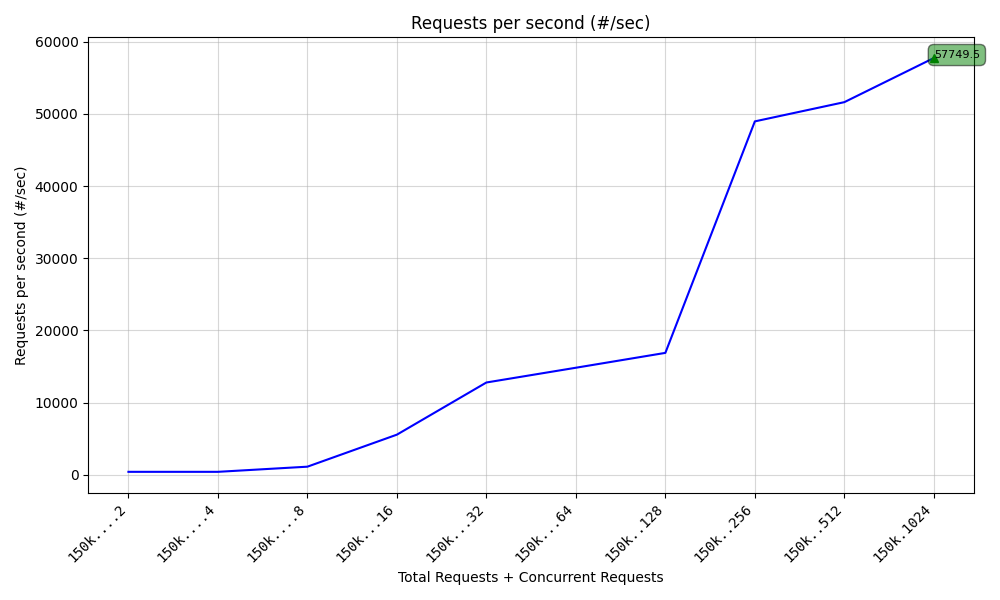 Requests per second (#/sec)
60000
57749.5
50000
40000
30000
20000
10000
0
Requests per second (#/sec)
150k....2
150k....4
150k....8
150k...16
150k...32
150k...64
150k..128
150k..256
150k..512
150k.1024
Total Requests + Concurrent Requests